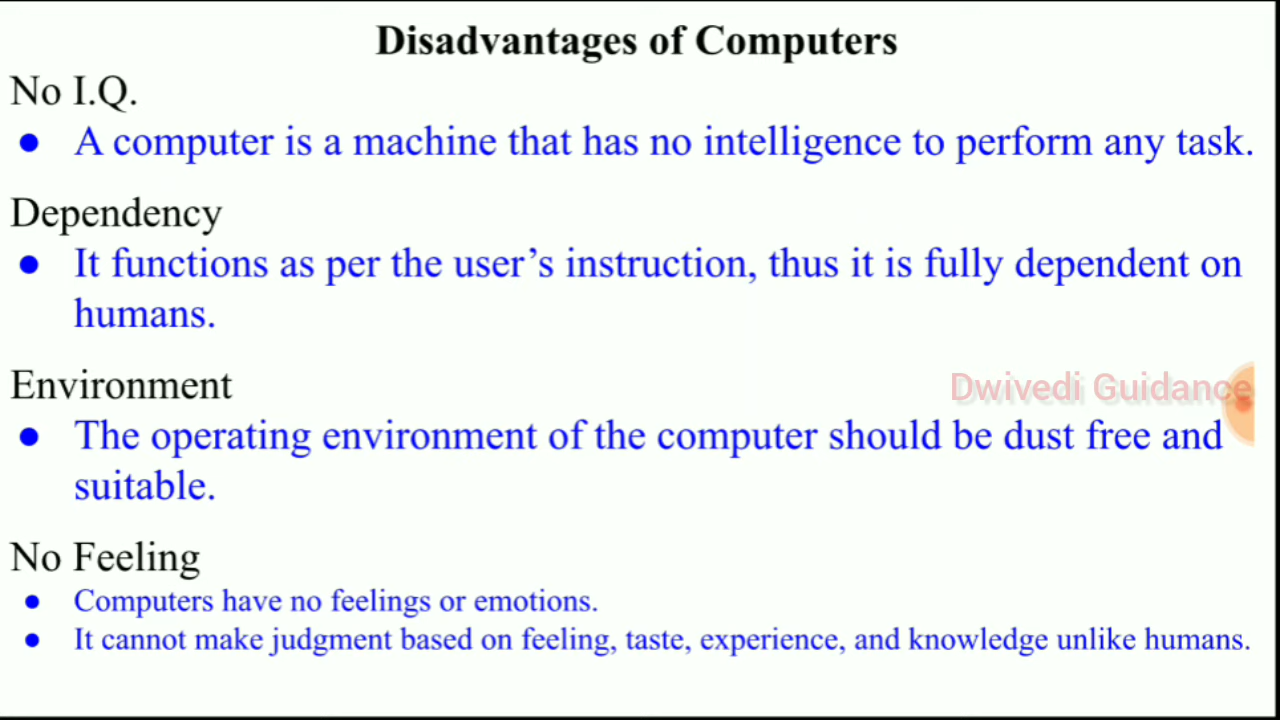 Disadvantages of Computers
No I.Q.
● A computer is a machine that has no intelligence to perform any task.
Dependency
● It functions as per the user’s instruction, thus it is fully dependent on
humans.
Environment
Dwivedi Guidance
● The operating environment of the computer should be dust free and
suitable.
No Feeling
● Computers have no feelings or emotions.
● It cannot make judgment based on feeling, taste, experience, and knowledge unlike humans.